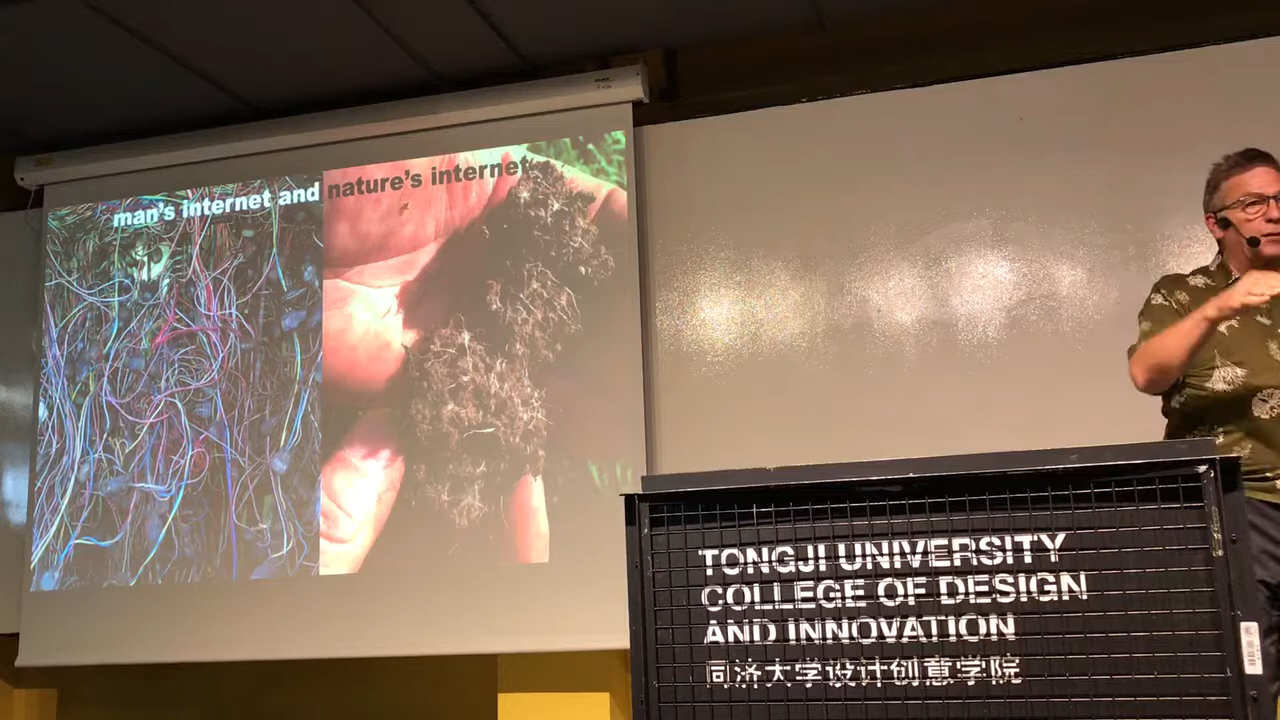 man's internet and nature's internet
TONGJI UNIVERSITY
COLLEGE OF DESIGN
AND INNOVATION
同济大学设计创意学院